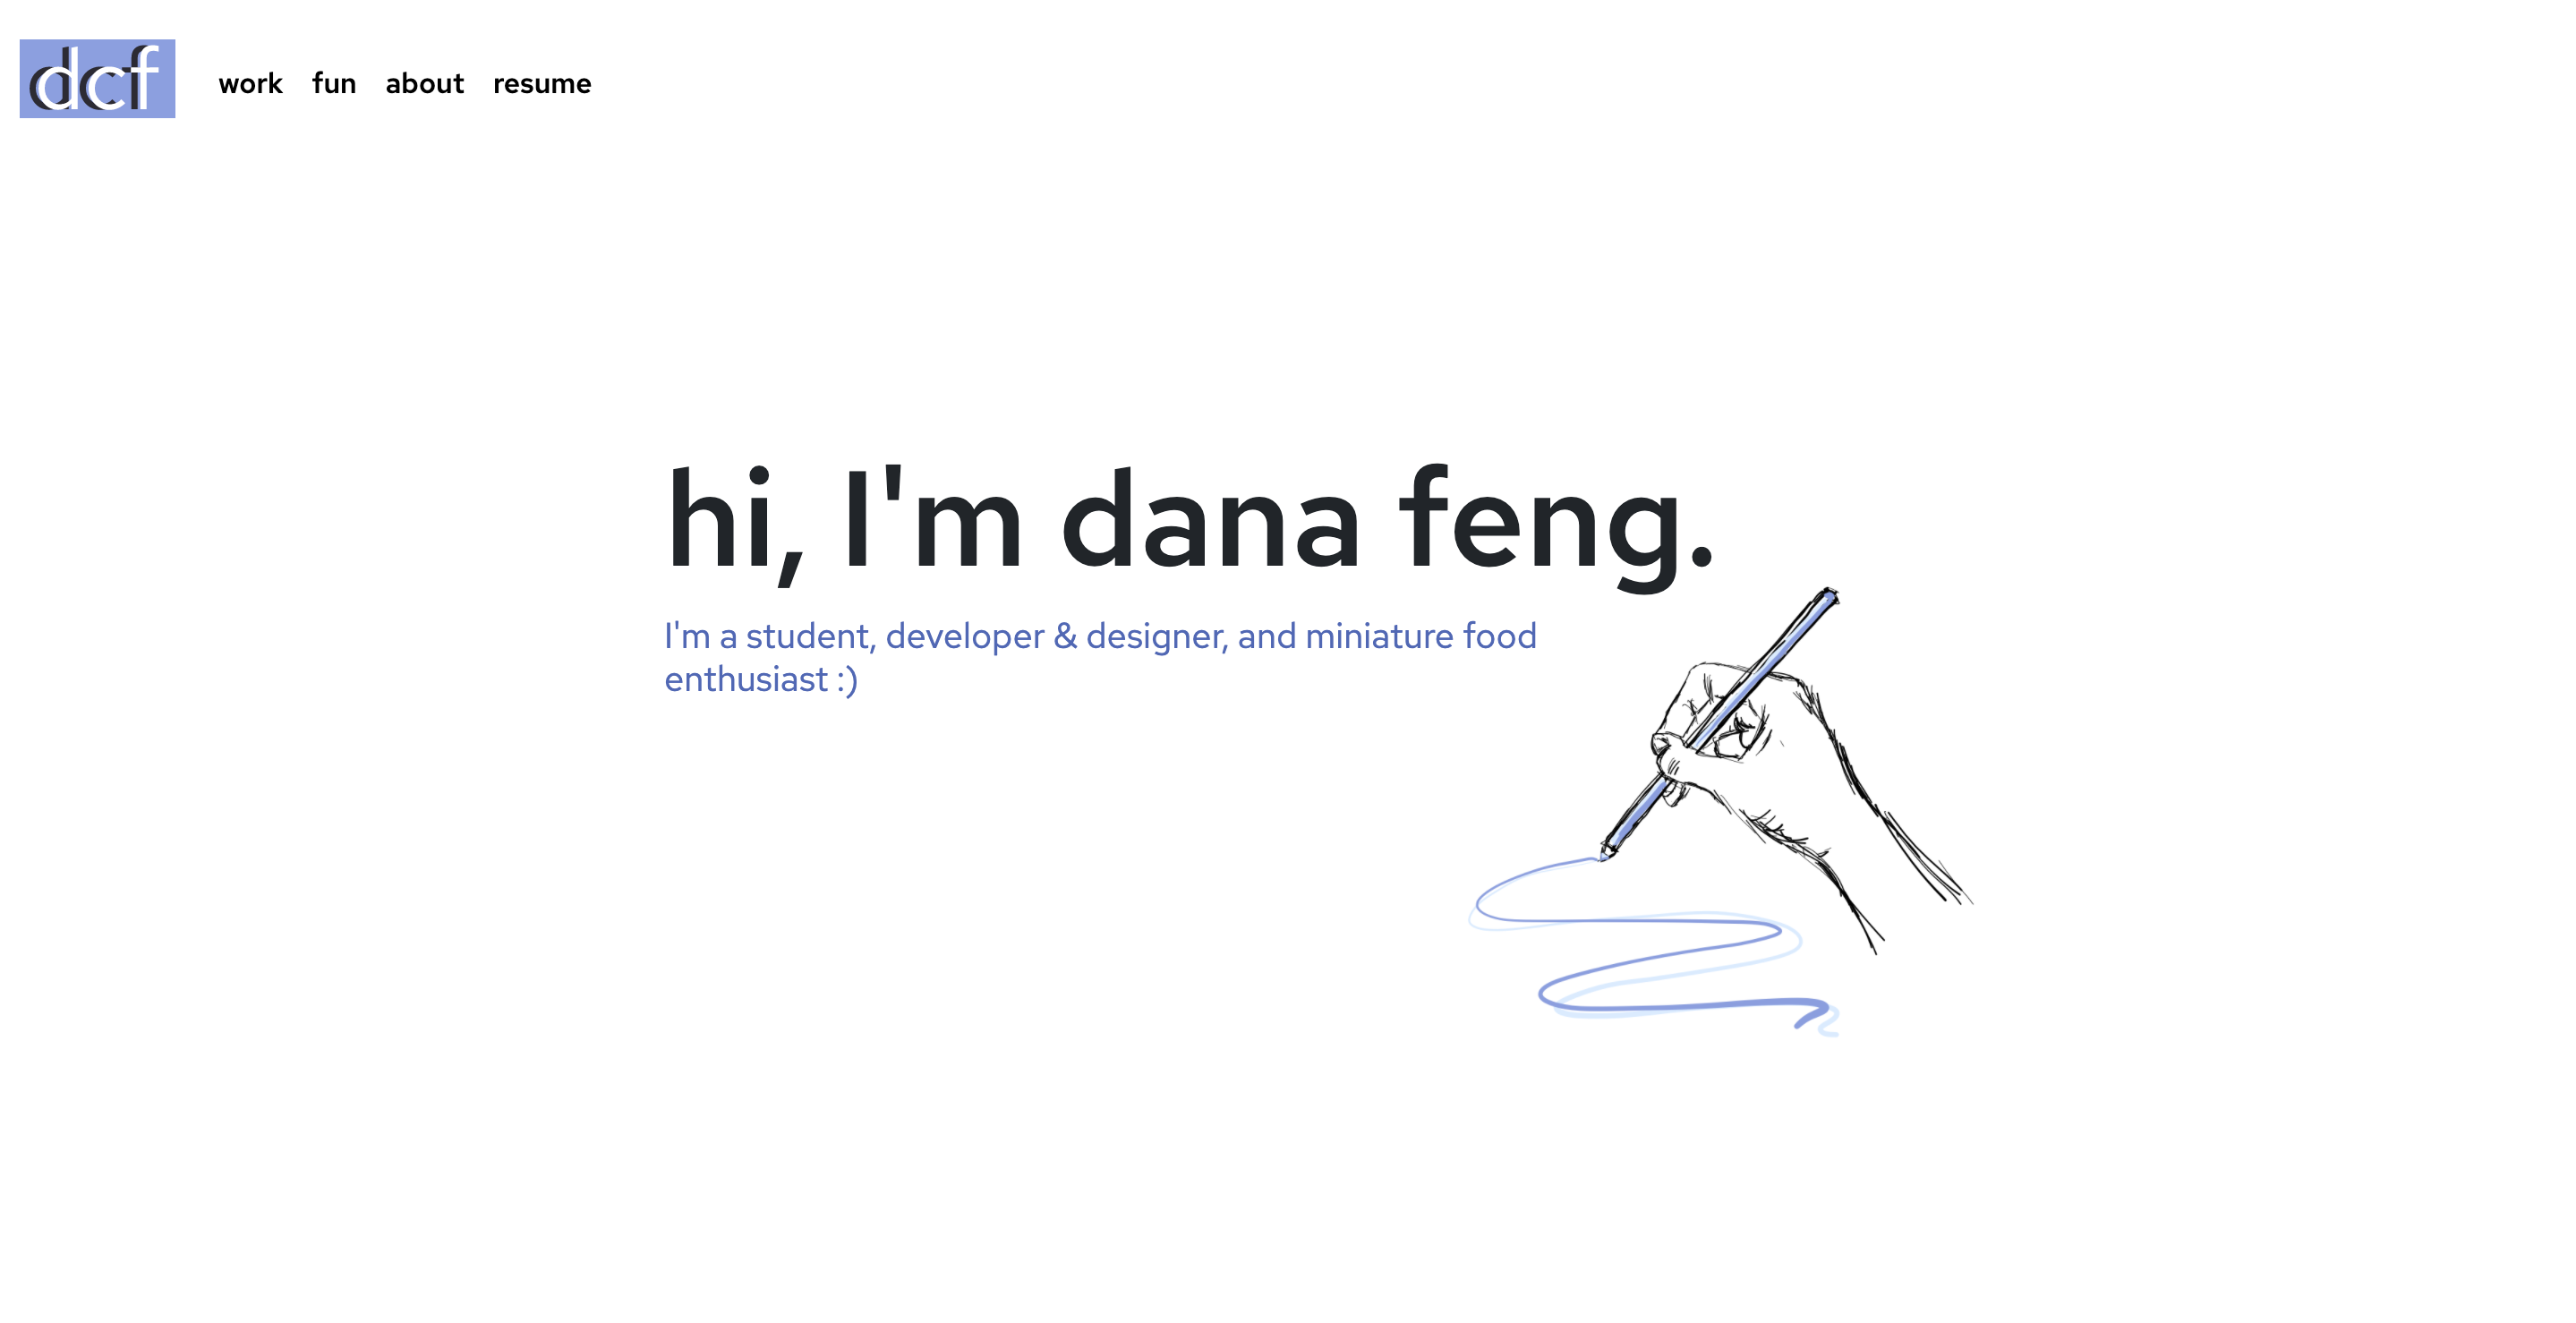 dcf
work fun about resume
hi, I'm dana feng.
I'm a student, developer & designer, and miniature food
enthusiast :)